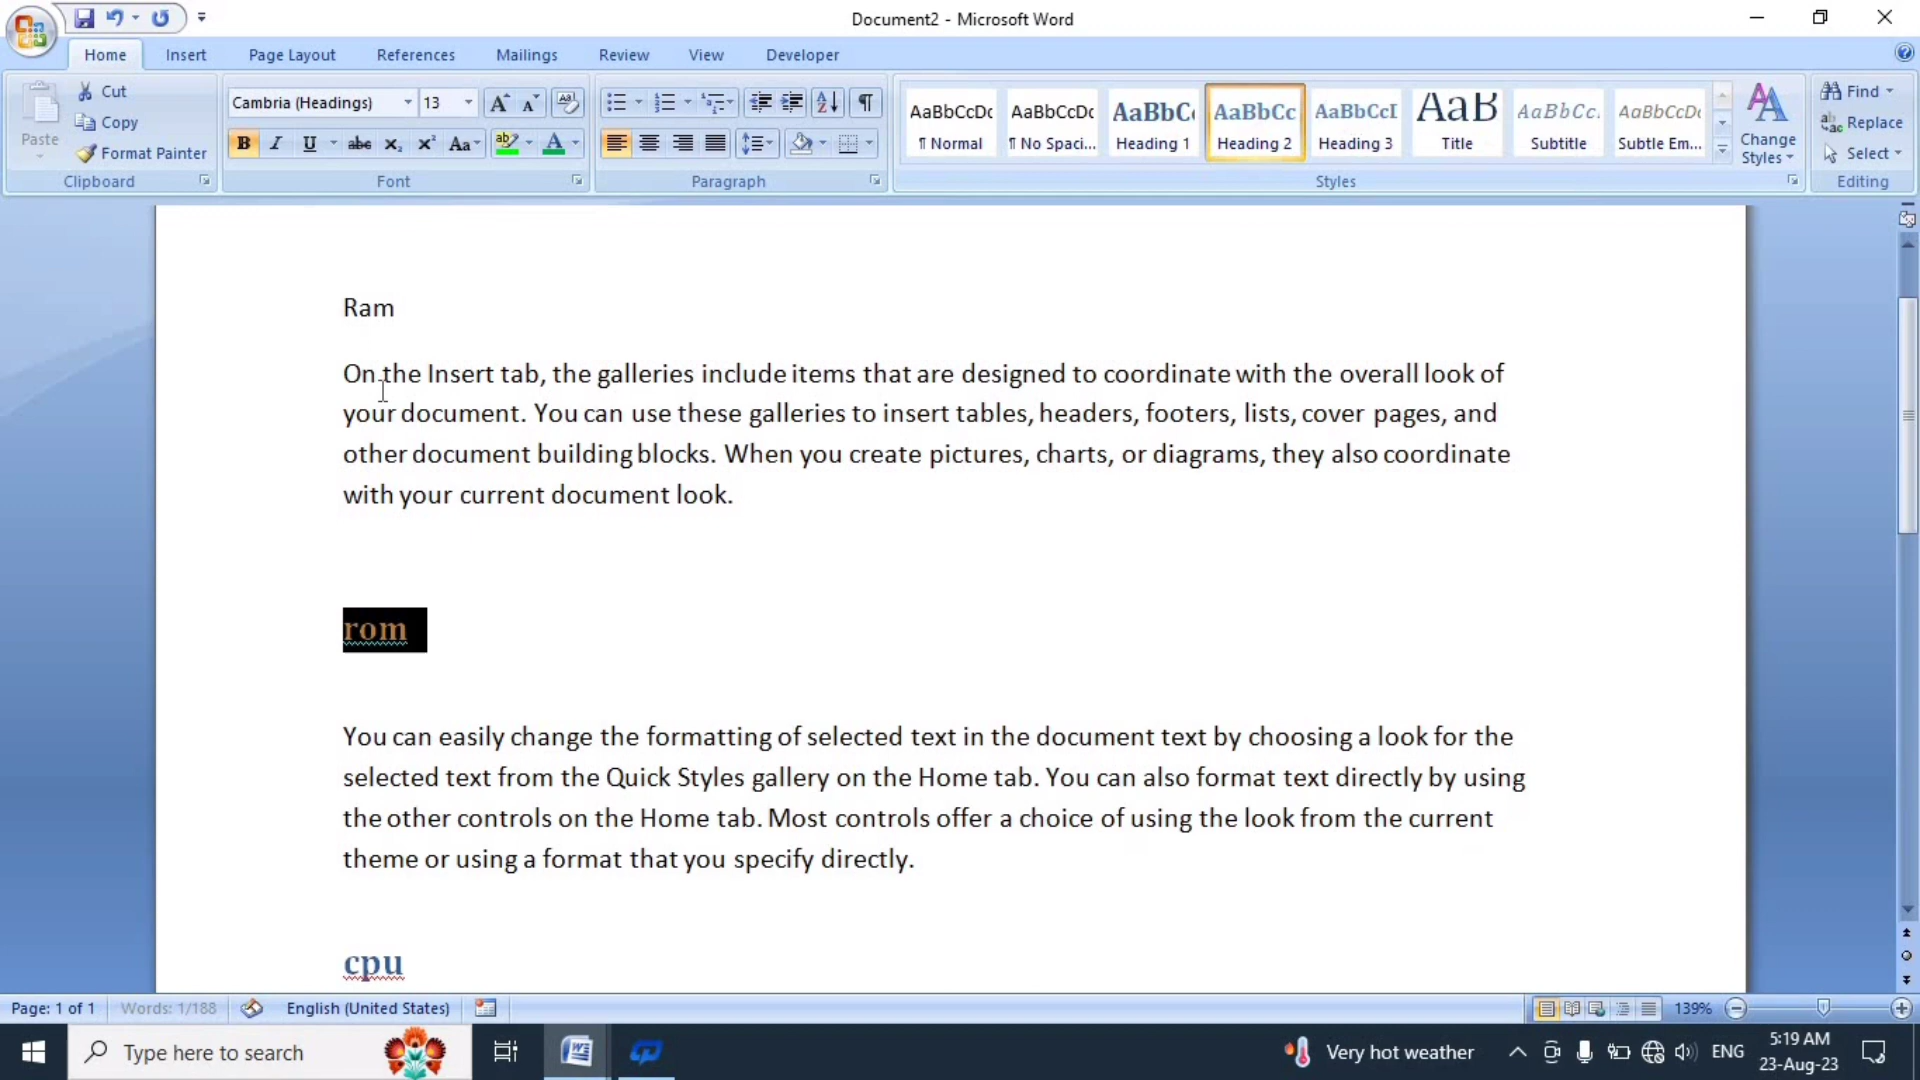 Document2 - Microsoft Word
Home Insert Page Layout References Mailings Review View Developer
Paste
Cut
Copy
Format Painter
Clipboard
Cambria (Headings) 13
B I U abc X₂ X² Aa ab A
Font
Paragraph
AaBbCcDc AaBbCcDc AaBbC AaBbCc AaBbCcI AaB AaBbCc. AaBbCcDc
¶ Normal ¶ No Spaci... Heading 1 Heading 2 Heading 3 Title Subtitle Subtle Em...
Styles
Change
Styles
Find
Replace
Select
Editing
Ram
On the Insert tab, the galleries include items that are designed to coordinate with the overall look of
your document. You can use these galleries to insert tables, headers, footers, lists, cover pages, and
other document building blocks. When you create pictures, charts, or diagrams, they also coordinate
with your current document look.
rom
You can easily change the formatting of selected text in the document text by choosing a look for the
selected text from the Quick Styles gallery on the Home tab. You can also format text directly by using
the other controls on the Home tab. Most controls offer a choice of using the look from the current
theme or using a format that you specify directly.
cpu
Page: 1 of 1 Words: 1/188 English (United States) 139%
Type here to search
Very hot weather
ENG
5:19 AM
23-Aug-23